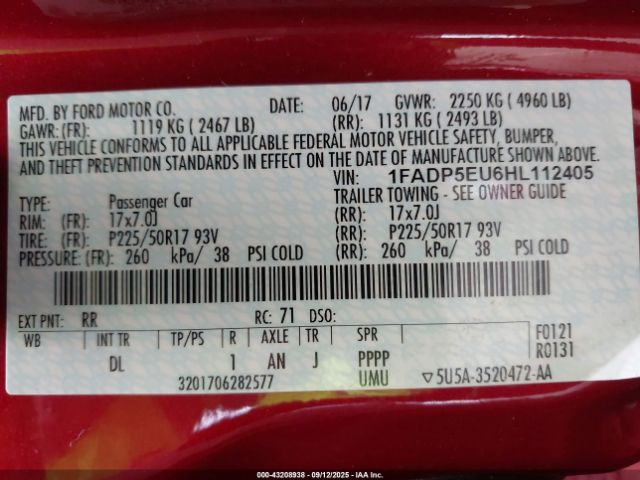 MFD. BY FORD MOTOR CO. DATE: 06/17 GVWR: 2250 KG ( 4960 LB)
GAWR: (FR): 1119 KG ( 2467 LB) (RR): 1131 KG ( 2493 LB)
THIS VEHICLE CONFORMS TO ALL APPLICABLE FEDERAL MOTOR VEHICLE SAFETY, BUMPER,
AND THEFT PREVENTION STANDARDS IN EFFECT ON THE DATE OF MANUFACTURE SHOWN ABOVE.
VIN: 1FADP5EU6HL112405
TYPE: Passenger Car TRAILER TOWING - SEE OWNER GUIDE
RIM: (FR): 17x7.0J (RR): 17x7.0J
TIRE: (FR): P225/50R17 93V (RR): P225/50R17 93V
PRESSURE: (FR): 260 kPa/ 38 PSI COLD (RR): 260 kPa/ 38 PSI COLD
EXT PNT: RR RC: 71 DSO:
WB INT TR TP/PS R AXLE TR SPR F0121
DL 1 AN J PPPP R0131
3201706282577 UMU ▽5U5A-3520472-AA
000-43208938 - 09/12/2025 - IAAI.com